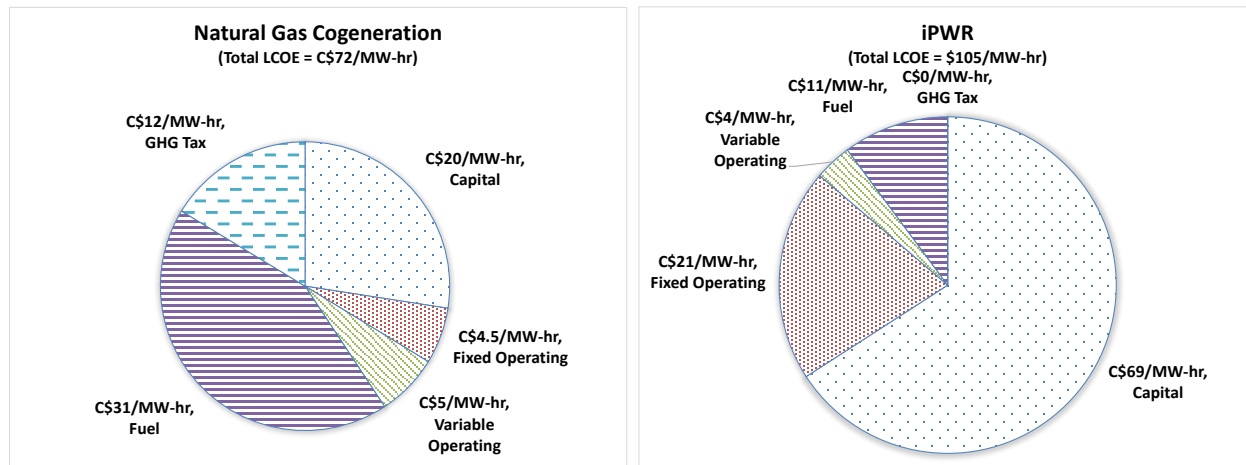 Natural Gas Cogeneration
(Total LCOE = C$72/MW-hr)
C$12/MW-hr,
GHG Tax
C$20/MW-hr,
Capital
C$4.5/MW-hr,
Fixed Operating
C$5/MW-hr,
Variable
Operating
C$31/MW-hr,
Fuel
iPWR
(Total LCOE = $105/MW-hr)
C$0/MW-hr,
GHG Tax
C$11/MW-hr,
Fuel
C$4/MW-hr,
Variable
Operating
C$21/MW-hr,
Fixed Operating
C$69/MW-hr,
Capital